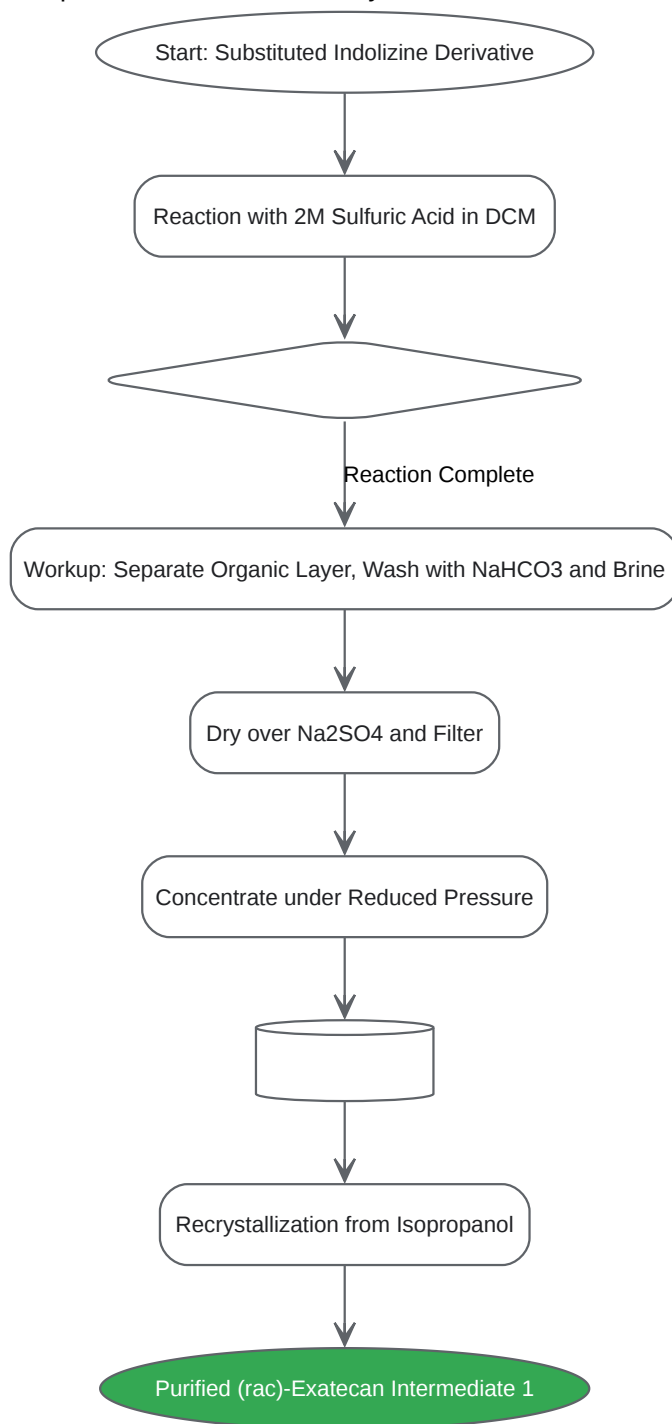 Start: Substituted Indolizine Derivative
Reaction with 2M Sulfuric Acid in DCM
Reaction Complete
Workup: Separate Organic Layer, Wash with NaHCO3 and Brine
Dry over Na2SO4 and Filter
Concentrate under Reduced Pressure
Recrystallization from Isopropanol
Purified (rac)-Exatecan Intermediate 1